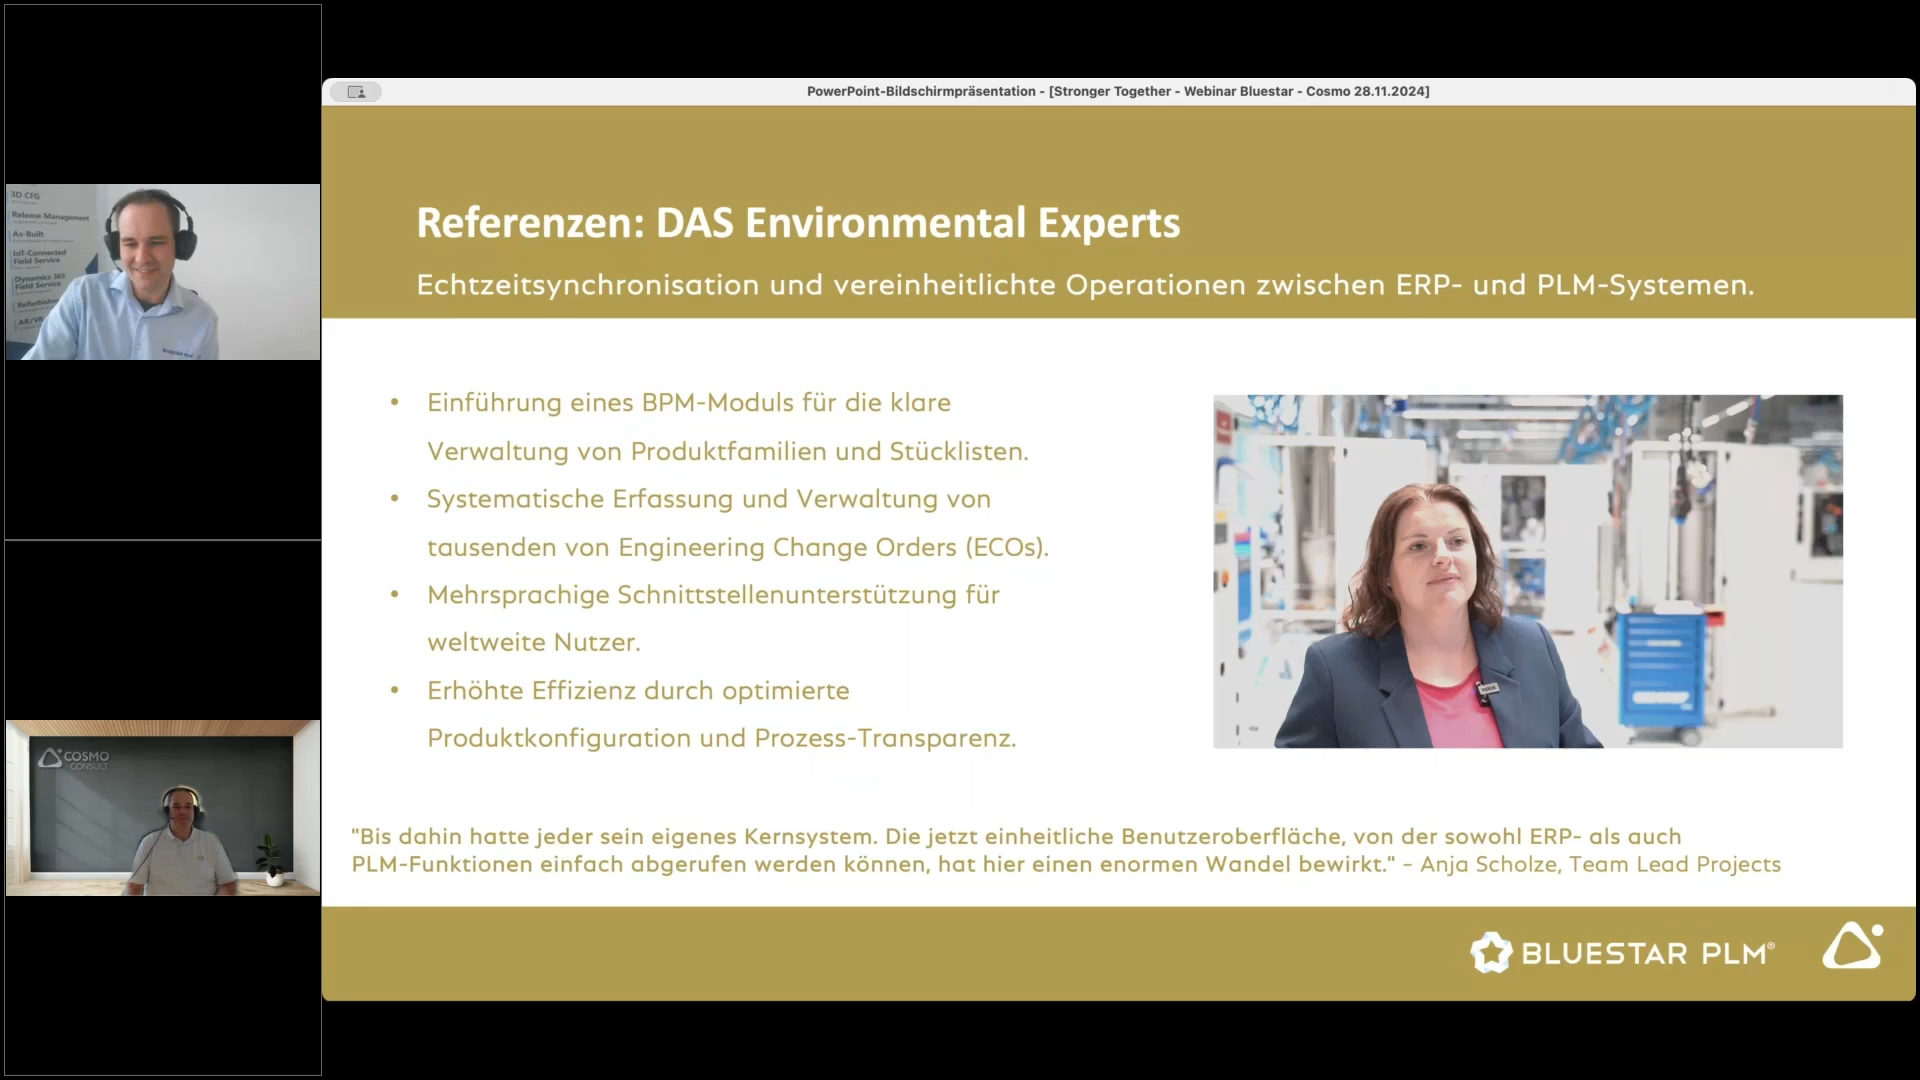 PowerPoint-Bildschirmpräsentation - [Stronger Together - Webinar Bluestar - Cosmo 28.11.2024]
Referenzen: DAS Environmental Experts
Echtzeitsynchronisation und vereinheitlichte Operationen zwischen ERP- und PLM-Systemen.
• Einführung eines BPM-Moduls für die klare
Verwaltung von Produktfamilien und Stücklisten.
• Systematische Erfassung und Verwaltung von
tausenden von Engineering Change Orders (ECOs).
• Mehrsprachige Schnittstellenunterstützung für
weltweite Nutzer.
• Erhöhte Effizienz durch optimierte
Produktkonfiguration und Prozess-Transparenz.
"Bis dahin hatte jeder sein eigenes Kernsystem. Die jetzt einheitliche Benutzeroberfläche, von der sowohl ERP- als auch
PLM-Funktionen einfach abgerufen werden können, hat hier einen enormen Wandel bewirkt." – Anja Scholze, Team Lead Projects
BLUESTAR PLM®
3D CFG
Release Management
As-Built
IoT-Connected
Field Service
Dynamics 365
Field Service
AR/VR
BLUESTAR PLM
COSMO
CONSULT